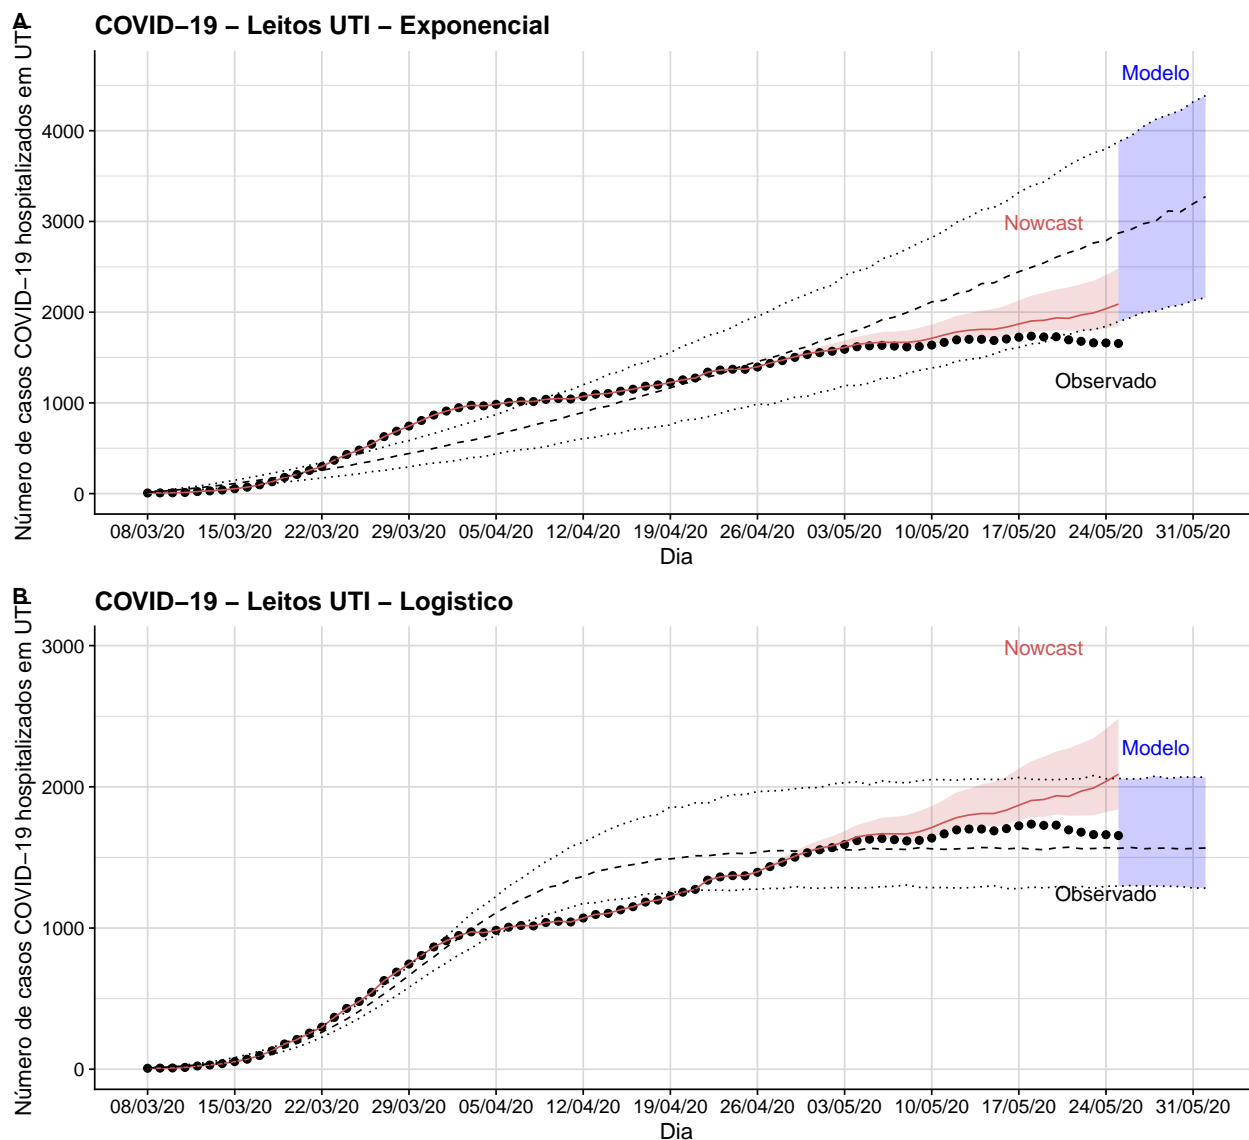 A
COVID−19 − Leitos UTI − Exponencial
Número de casos COVID−19 hospitalizados em UTI
4000
3000
2000
1000
0
Modelo
Nowcast
Observado
08/03/20 15/03/20 22/03/20 29/03/20 05/04/20 12/04/20 19/04/20 26/04/20 03/05/20 10/05/20 17/05/20 24/05/20 31/05/20
Dia
B
COVID−19 − Leitos UTI − Logistico
Número de casos COVID−19 hospitalizados em UTI
3000
2000
1000
0
Nowcast
Modelo
Observado
08/03/20 15/03/20 22/03/20 29/03/20 05/04/20 12/04/20 19/04/20 26/04/20 03/05/20 10/05/20 17/05/20 24/05/20 31/05/20
Dia